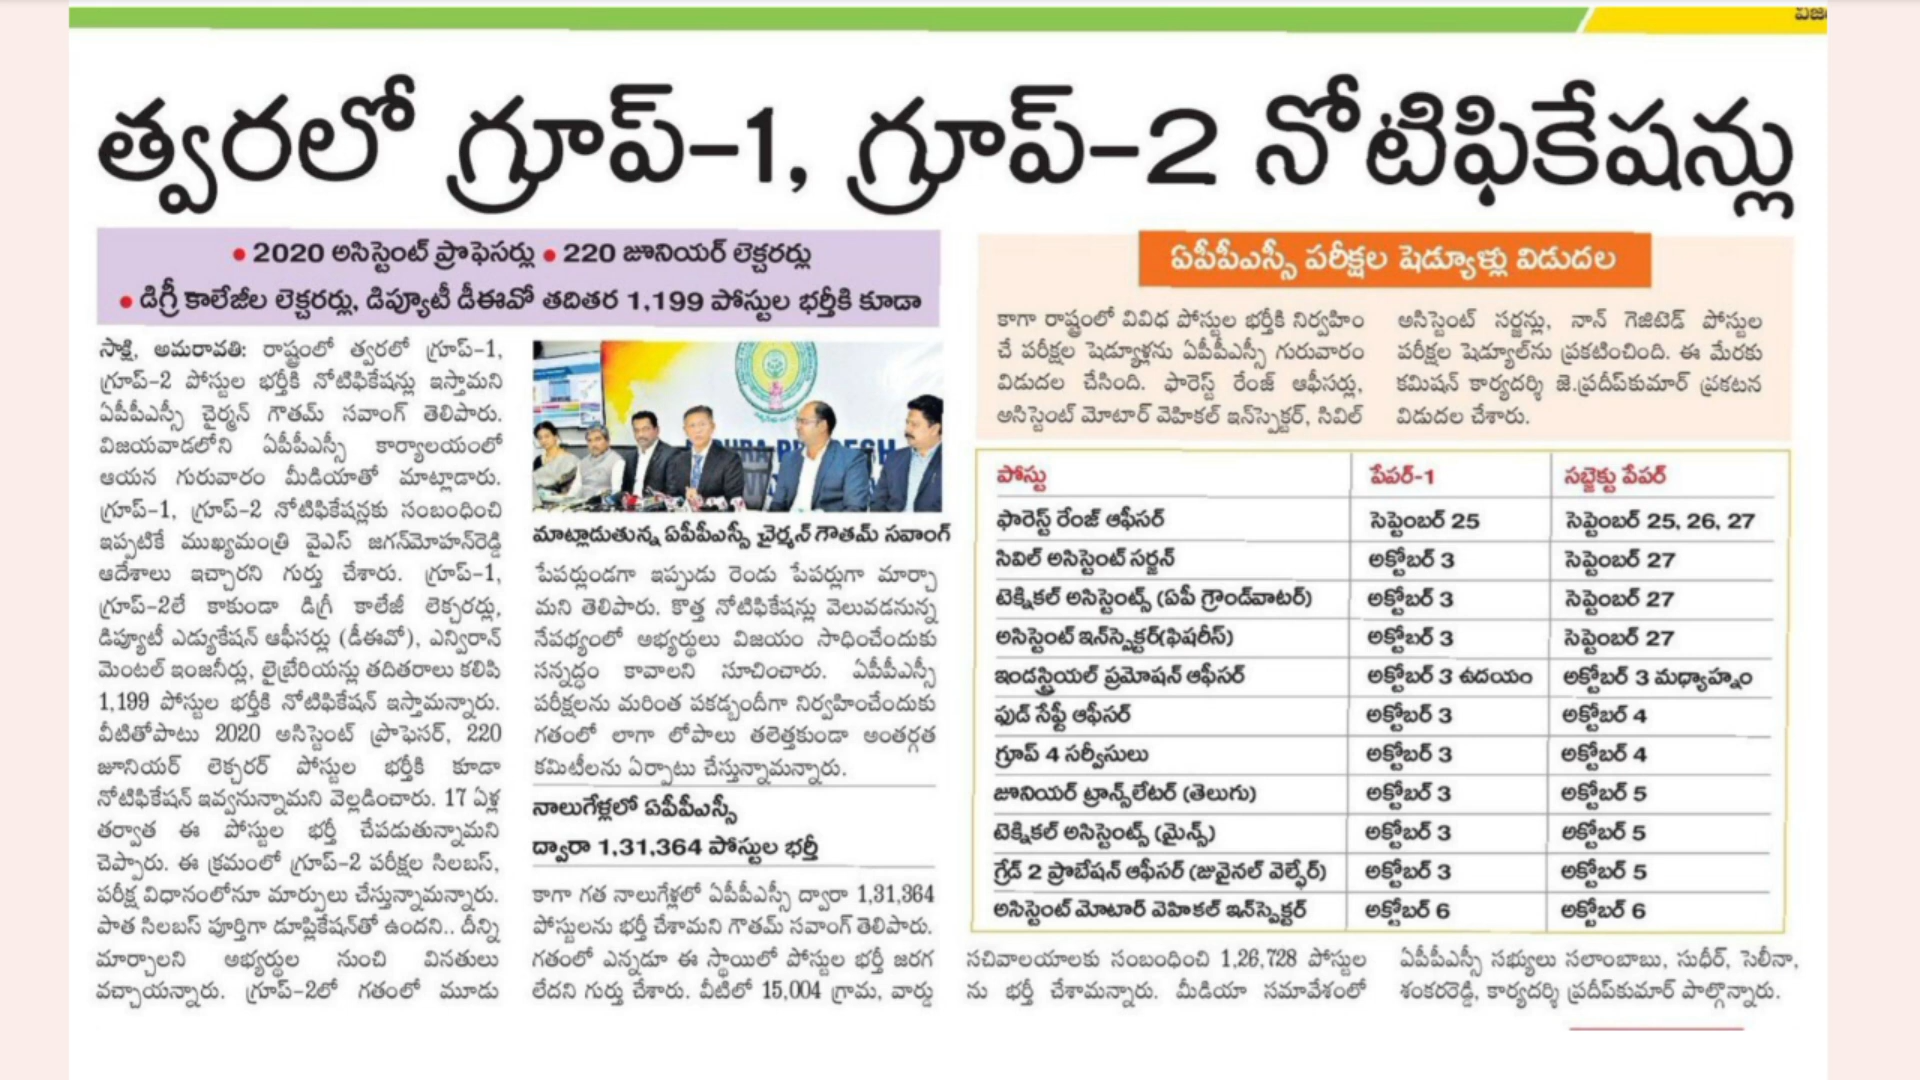 త్వరలో గ్రూప్-1, గ్రూప్-2 నోటిఫికేషన్లు
• 2020 అసిస్టెంట్ ప్రొఫెసర్లు • 220 జూనియర్ లెక్చరర్లు
• డిగ్రీ కాలేజీల లెక్చరర్లు, డిప్యూటీ డీఈవో తదితర 1,199 పోస్టుల భర్తీకి కూడా
సాక్షి, అమరావతి: రాష్ట్రంలో త్వరలో గ్రూప్-1,
గ్రూప్-2 పోస్టుల భర్తీకి నోటిఫికేషన్లు ఇస్తామని
ఏపీపీఎస్సీ చైర్మన్ గౌతమ్ సవాంగ్ తెలిపారు.
విజయవాడలోని ఏపీపీఎస్సీ కార్యాలయంలో
ఆయన గురువారం మీడియాతో మాట్లాడారు.
గ్రూప్-1, గ్రూప్-2 నోటిఫికేషన్లకు సంబంధించి
ఇప్పటికే ముఖ్యమంత్రి వైఎస్ జగన్‌మోహన్‌రెడ్డి
ఆదేశాలు ఇచ్చారని గుర్తు చేశారు. గ్రూప్-1,
గ్రూప్-2లే కాకుండా డిగ్రీ కాలేజీ లెక్చరర్లు,
డిప్యూటీ ఎడ్యుకేషన్ ఆఫీసర్లు (డీఈవో), ఎన్విరాన్
మెంటల్ ఇంజనీర్లు, లైబ్రేరియన్లు తదితరాలు కలిపి
1,199 పోస్టుల భర్తీకి నోటిఫికేషన్ ఇస్తామన్నారు.
వీటితోపాటు 2020 అసిస్టెంట్ ప్రొఫెసర్, 220
జూనియర్ లెక్చరర్ పోస్టుల భర్తీకి కూడా
నోటిఫికేషన్ ఇవ్వనున్నామని వెల్లడించారు. 17 ఏళ్ల
తర్వాత ఈ పోస్టుల భర్తీ చేపడుతున్నామని
చెప్పారు. ఈ క్రమంలో గ్రూప్-2 పరీక్షల సిలబస్,
పరీక్ష విధానంలోనూ మార్పులు చేస్తున్నామన్నారు.
పాత సిలబస్ పూర్తిగా డూప్లికేషన్‌తో ఉందని.. దీన్ని
మార్చాలని అభ్యర్థుల నుంచి వినతులు
వచ్చాయన్నారు. గ్రూప్-2లో గతంలో మూడు
మాట్లాడుతున్న ఏపీపీఎస్సీ చైర్మన్ గౌతమ్ సవాంగ్
పేపర్లుండగా ఇప్పుడు రెండు పేపర్లుగా మార్చా
మని తెలిపారు. కొత్త నోటిఫికేషన్లు వెలువడనున్న
నేపథ్యంలో అభ్యర్థులు విజయం సాధించేందుకు
సన్నద్ధం కావాలని సూచించారు. ఏపీపీఎస్సీ
పరీక్షలను మరింత పకడ్బందీగా నిర్వహించేందుకు
గతంలో లాగా లోపాలు తలెత్తకుండా అంతర్గత
కమిటీలను ఏర్పాటు చేస్తున్నామన్నారు.
నాలుగేళ్లలో ఏపీపీఎస్సీ
ద్వారా 1,31,364 పోస్టుల భర్తీ
కాగా గత నాలుగేళ్లలో ఏపీపీఎస్సీ ద్వారా 1,31,364
పోస్టులను భర్తీ చేశామని గౌతమ్ సవాంగ్ తెలిపారు.
గతంలో ఎన్నడూ ఈ స్థాయిలో పోస్టుల భర్తీ జరగ
లేదని గుర్తు చేశారు. వీటిలో 15,004 గ్రామ, వార్డు
ఏపీపీఎస్సీ పరీక్షల షెడ్యూళ్లు విడుదల
కాగా రాష్ట్రంలో వివిధ పోస్టుల భర్తీకి నిర్వహిం
చే పరీక్షల షెడ్యూళ్లను ఏపీపీఎస్సీ గురువారం
విడుదల చేసింది. ఫారెస్ట్ రేంజ్ ఆఫీసర్లు,
అసిస్టెంట్ మోటార్ వెహికల్ ఇన్‌స్పెక్టర్, సివిల్
అసిస్టెంట్ సర్జన్లు, నాన్ గెజిటెడ్ పోస్టుల
పరీక్షల షెడ్యూల్‌ను ప్రకటించింది. ఈ మేరకు
కమిషన్ కార్యదర్శి జె.ప్రదీప్‌కుమార్ ప్రకటన
విడుదల చేశారు.
పోస్టు పేపర్-1 సబ్జెక్టు పేపర్
ఫారెస్ట్ రేంజ్ ఆఫీసర్ సెప్టెంబర్ 25 సెప్టెంబర్ 25, 26, 27
సివిల్ అసిస్టెంట్ సర్జన్ అక్టోబర్ 3 సెప్టెంబర్ 27
టెక్నికల్ అసిస్టెంట్స్ (ఏపీ గ్రౌండ్‌వాటర్) అక్టోబర్ 3 సెప్టెంబర్ 27
అసిస్టెంట్ ఇన్‌స్పెక్టర్(ఫిషరీస్) అక్టోబర్ 3 సెప్టెంబర్ 27
ఇండస్ట్రియల్ ప్రమోషన్ ఆఫీసర్ అక్టోబర్ 3 ఉదయం అక్టోబర్ 3 మధ్యాహ్నం
ఫుడ్ సేఫ్టీ ఆఫీసర్ అక్టోబర్ 3 అక్టోబర్ 4
గ్రూప్ 4 సర్వీసులు అక్టోబర్ 3 అక్టోబర్ 4
జూనియర్ ట్రాన్స్‌లేటర్ (తెలుగు) అక్టోబర్ 3 అక్టోబర్ 5
టెక్నికల్ అసిస్టెంట్స్ (మైన్స్) అక్టోబర్ 3 అక్టోబర్ 5
గ్రేడ్ 2 ప్రొబేషన్ ఆఫీసర్ (జువైనల్ వెల్ఫేర్) అక్టోబర్ 3 అక్టోబర్ 5
అసిస్టెంట్ మోటార్ వెహికల్ ఇన్‌స్పెక్టర్ అక్టోబర్ 6 అక్టోబర్ 6
సచివాలయాలకు సంబంధించి 1,26,728 పోస్టుల
ను భర్తీ చేశామన్నారు. మీడియా సమావేశంలో
ఏపీపీఎస్సీ సభ్యులు సలాంబాబు, సుధీర్, సెలీనా,
శంకరరెడ్డి, కార్యదర్శి ప్రదీప్‌కుమార్ పాల్గొన్నారు.